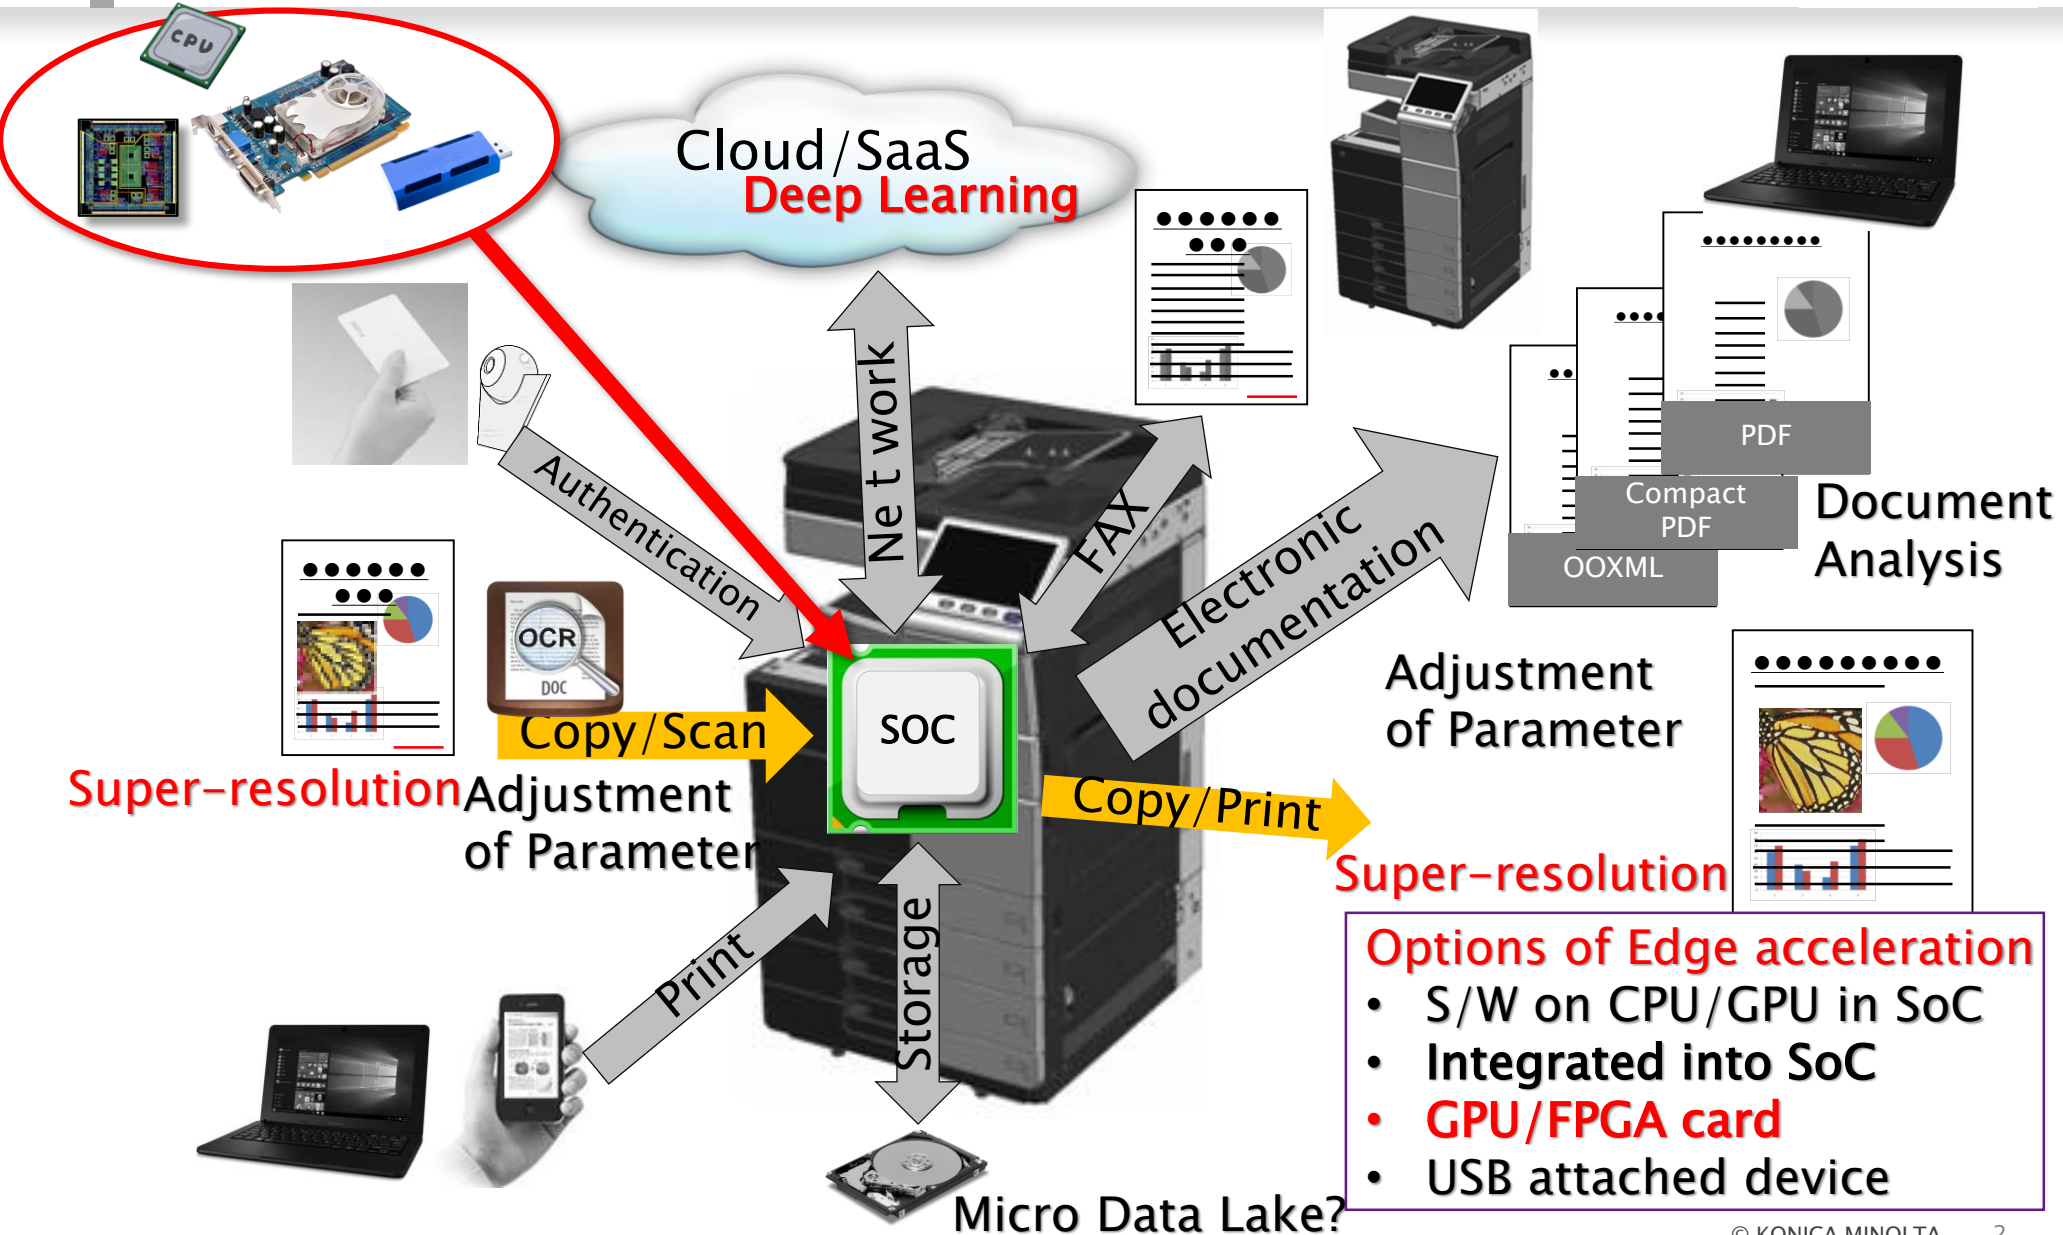 CPU
Cloud/SaaS
Deep Learning
Network
Authentication
FAX
Electronic
documentation
PDF
Compact
PDF
OOXML
Document
Analysis
OCR
DOC
Copy/Scan
SOC
Super-resolution
Adjustment
of Parameter
Adjustment
of Parameter
Copy/Print
Super-resolution
Print
Storage
Options of Edge acceleration
• S/W on CPU/GPU in SoC
• Integrated into SoC
• GPU/FPGA card
• USB attached device
Micro Data Lake?
© KONICA MINOLTA 2